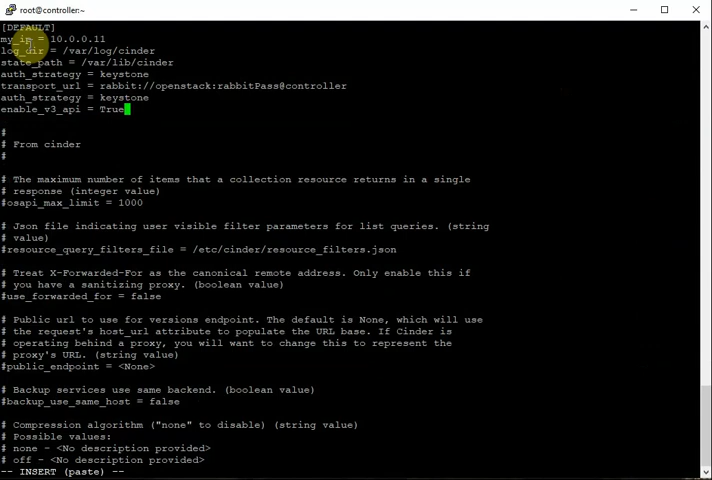 root@controller:~
[DEFAULT]
my_ip = 10.0.0.11
log_dir = /var/log/cinder
state_path = /var/lib/cinder
auth_strategy = keystone
transport_url = rabbit://openstack:rabbitPass@controller
auth_strategy = keystone
enable_v3_api = True
#
# From cinder
#
# The maximum number of items that a collection resource returns in a single
# response (integer value)
#osapi_max_limit = 1000
# Json file indicating user visible filter parameters for list queries. (string
# value)
#resource_query_filters_file = /etc/cinder/resource_filters.json
# Treat X-Forwarded-For as the canonical remote address. Only enable this if
# you have a sanitizing proxy. (boolean value)
#use_forwarded_for = false
# Public url to use for versions endpoint. The default is None, which will use
# the request's host_url attribute to populate the URL base. If Cinder is
# operating behind a proxy, you will want to change this to represent the
# proxy's URL. (string value)
#public_endpoint = <None>
# Backup services use same backend. (boolean value)
#backup_use_same_host = false
# Compression algorithm ("none" to disable) (string value)
# Possible values:
# none - <No description provided>
# off - <No description provided>
-- INSERT (paste) --